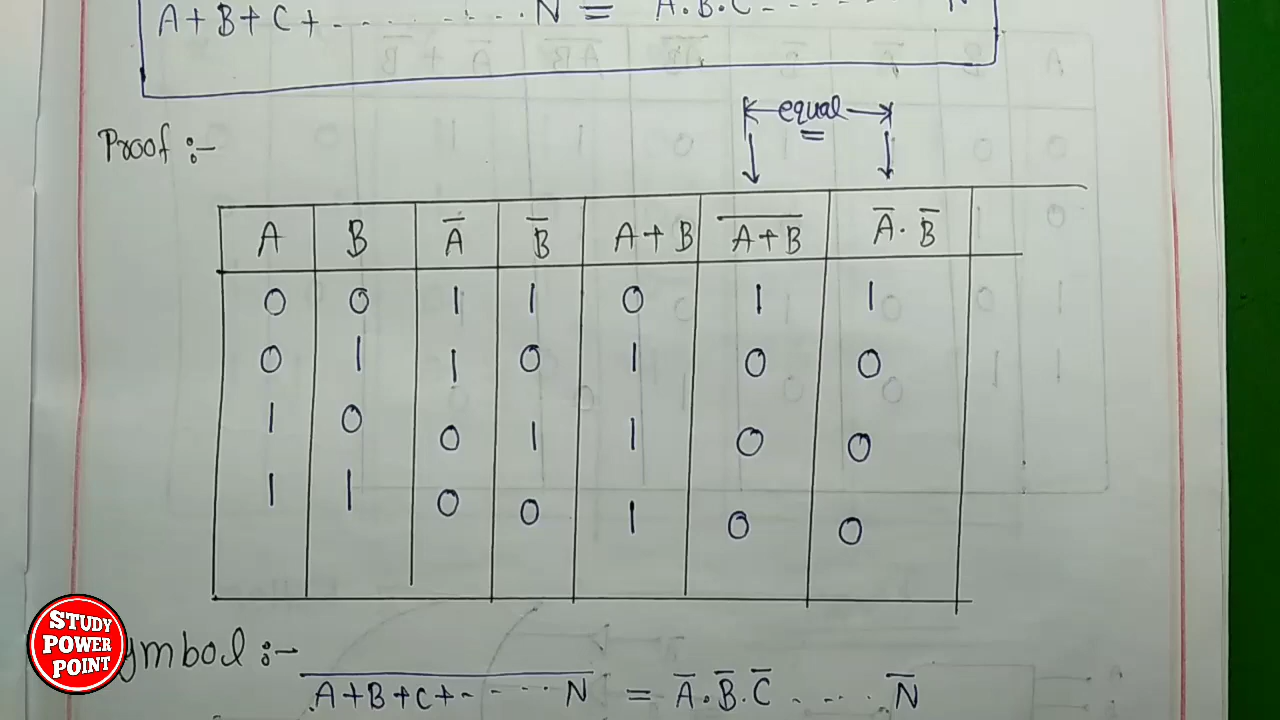 A+B+C+- - - - - - - - N = A.B.C - - - - - - N
equal
=
Proof :-
A B A̅ B̅ A+B A̅+̅B̅ A̅.B̅
0 0 1 1 0 1 1
0 1 1 0 1 0 0
1 0 0 1 1 0 0
1 1 0 0 1 0 0
ymbol :-
A̅+̅B̅+̅C̅+̅-̅ ̅-̅ ̅-̅ ̅-̅ ̅N̅ = A̅.B̅.C̅ - - - - N̅
STUDY
POWER
POINT